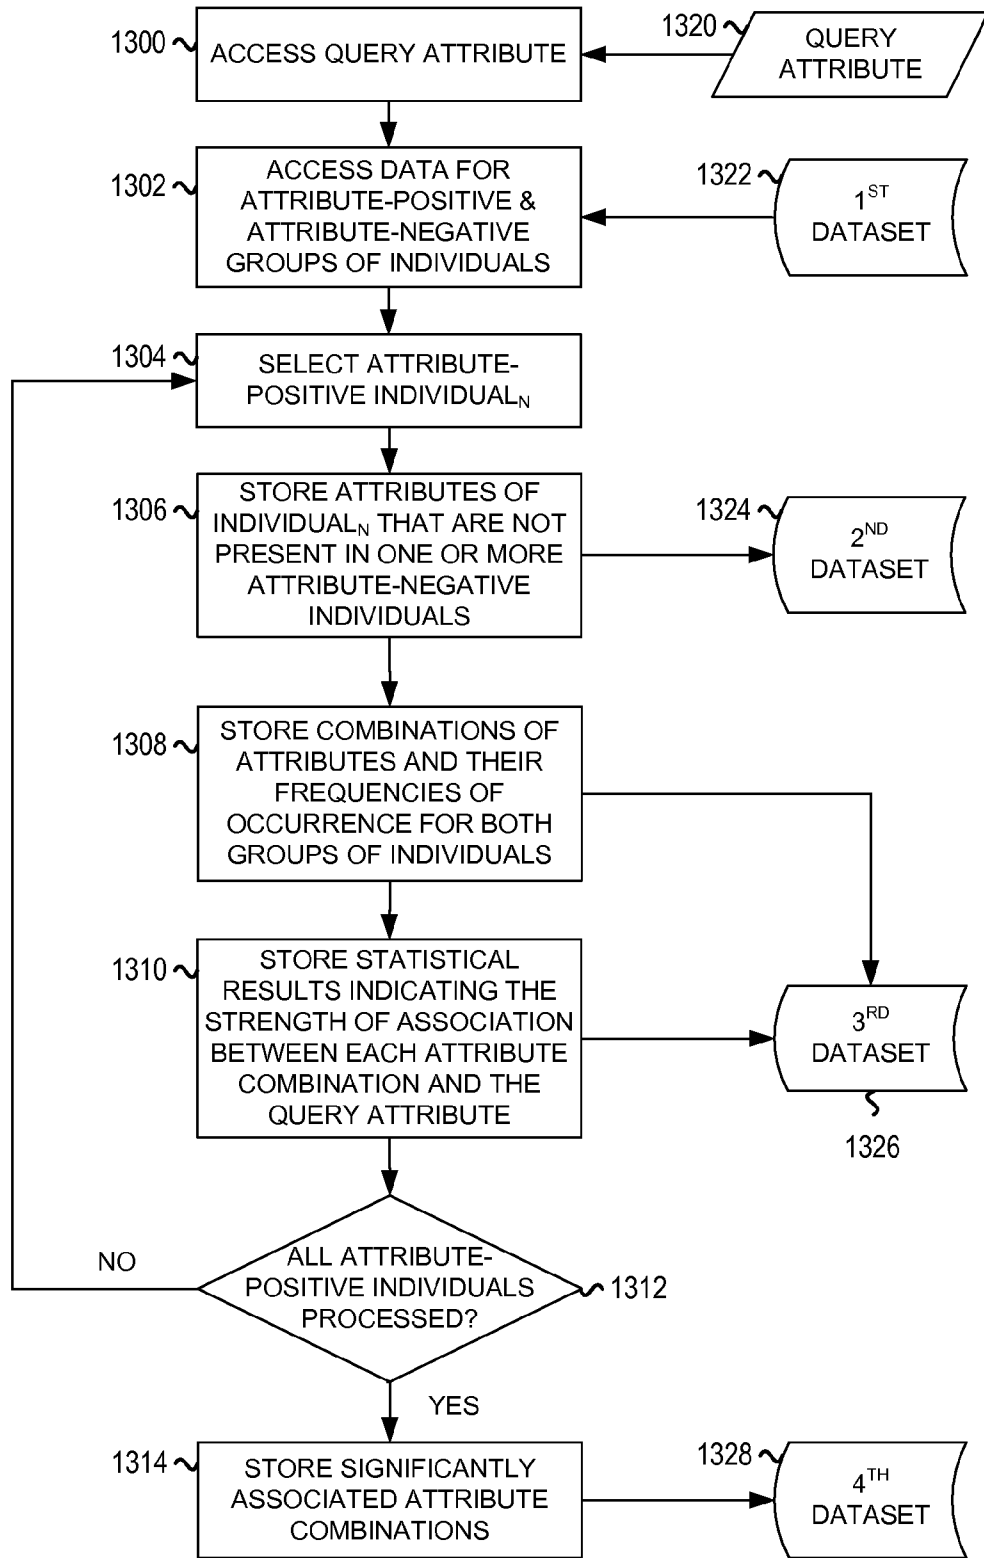 1300
ACCESS QUERY ATTRIBUTE
1320
QUERY
ATTRIBUTE
1302
ACCESS DATA FOR
ATTRIBUTE-POSITIVE &
ATTRIBUTE-NEGATIVE
GROUPS OF INDIVIDUALS
1322
1ST
DATASET
1304
SELECT ATTRIBUTE-
POSITIVE INDIVIDUALN
1306
STORE ATTRIBUTES OF
INDIVIDUALN THAT ARE NOT
PRESENT IN ONE OR MORE
ATTRIBUTE-NEGATIVE
INDIVIDUALS
1324
2ND
DATASET
1308
STORE COMBINATIONS OF
ATTRIBUTES AND THEIR
FREQUENCIES OF
OCCURRENCE FOR BOTH
GROUPS OF INDIVIDUALS
1310
STORE STATISTICAL
RESULTS INDICATING THE
STRENGTH OF ASSOCIATION
BETWEEN EACH ATTRIBUTE
COMBINATION AND THE
QUERY ATTRIBUTE
3RD
DATASET
1326
NO
ALL ATTRIBUTE-
POSITIVE INDIVIDUALS
PROCESSED?
1312
YES
1314
STORE SIGNIFICANTLY
ASSOCIATED ATTRIBUTE
COMBINATIONS
1328
4TH
DATASET